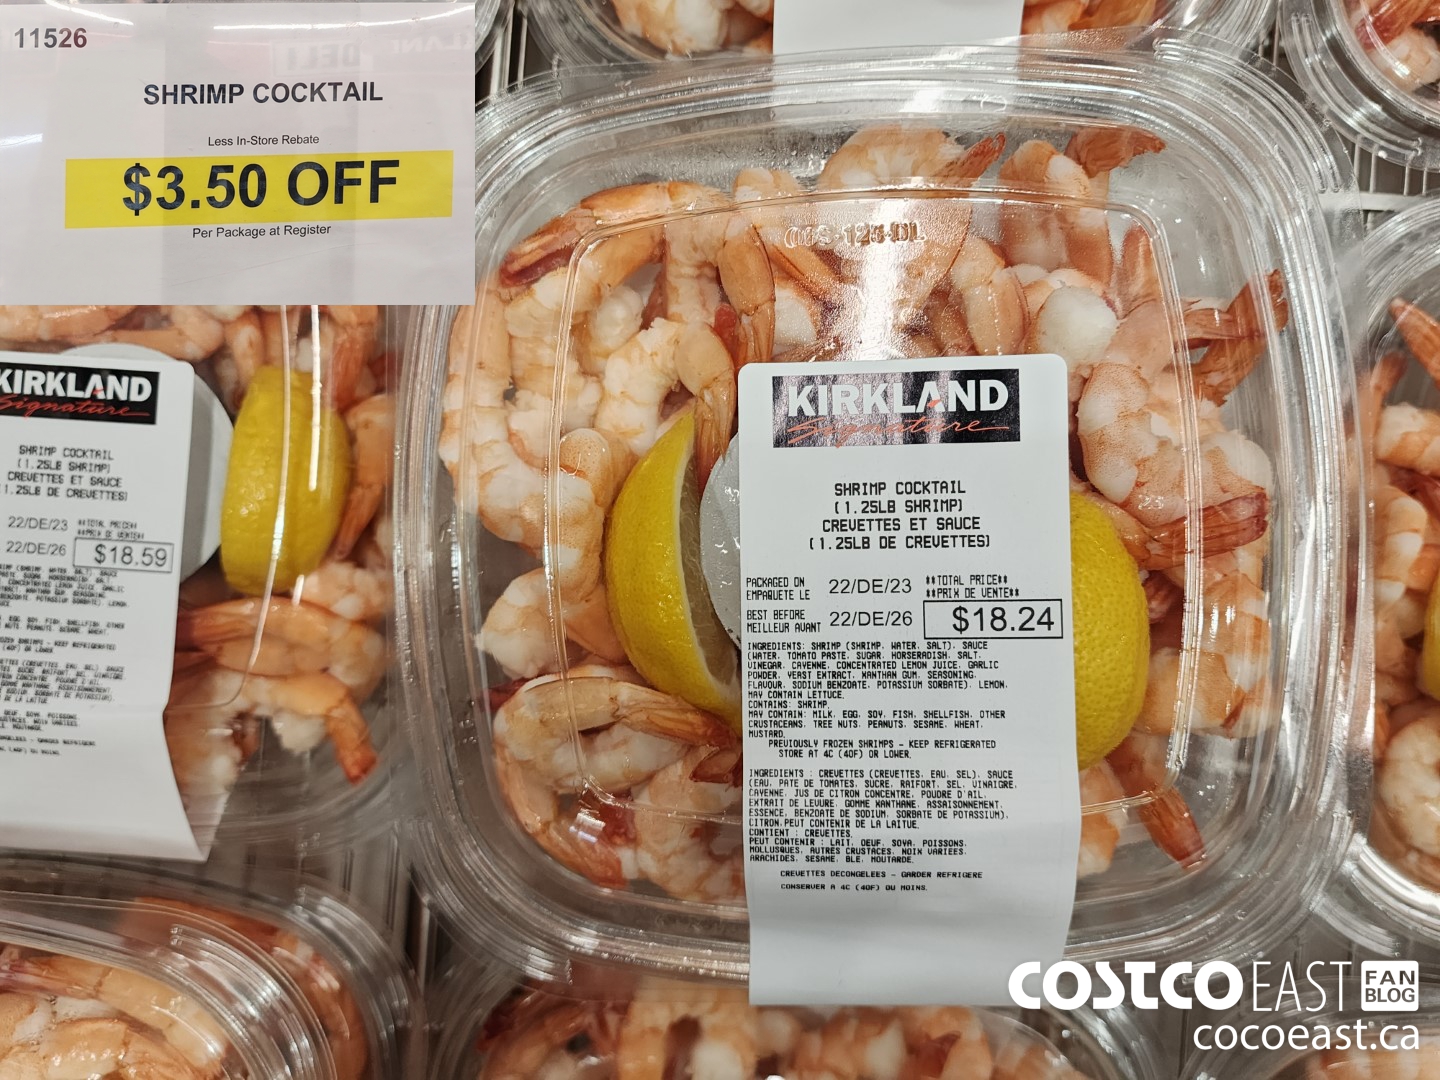 11526
SHRIMP COCKTAIL
Less In-Store Rebate
$3.50 OFF
Per Package at Register
KIRKLAND
Signature
SHRIMP COCKTAIL
(1.25LB SHRIMP)
CREVETTES ET SAUCE
1.25LB DE CREVETTES)
22/DE/23 **TOTAL PRICE**
**PRIX DE VENTE**
22/DE/26 $18.59
KIRKLAND
Signature
SHRIMP COCKTAIL
(1.25LB SHRIMP)
CREVETTES ET SAUCE
(1.25LB DE CREVETTES)
PACKAGED ON
EMPAQUETE LE 22/DE/23
**TOTAL PRICE**
**PRIX DE VENTE**
BEST BEFORE
MEILLEUR AVANT 22/DE/26
$18.24
INGREDIENTS: SHRIMP (SHRIMP, WATER, SALT), SAUCE
(WATER, TOMATO PASTE, SUGAR, HORSERADISH, SALT,
VINEGAR, CAYENNE, CONCENTRATED LEMON JUICE, GARLIC
POWDER, YEAST EXTRACT, XANTHAN GUM, SEASONING,
FLAVOUR, SODIUM BENZOATE, POTASSIUM SORBATE), LEMON.
MAY CONTAIN LETTUCE.
CONTAINS: SHRIMP.
MAY CONTAIN: MILK, EGG, SOY, FISH, SHELLFISH, OTHER
CRUSTACEANS, TREE NUTS, PEANUTS, SESAME, WHEAT,
MUSTARD.
PREVIOUSLY FROZEN SHRIMPS - KEEP REFRIGERATED
STORE AT 4C (40F) OR LOWER.
INGREDIENTS : CREVETTES (CREVETTES, EAU, SEL), SAUCE
(EAU, PATE DE TOMATES, SUCRE, RAIFORT, SEL, VINAIGRE,
CAYENNE, JUS DE CITRON CONCENTRE, POUDRE D'AIL,
EXTRAIT DE LEVURE, GOMME XANTHANE, ASSAISONNEMENT,
ESSENCE, BENZOATE DE SODIUM, SORBATE DE POTASSIUM),
CITRON.PEUT CONTENIR DE LA LAITUE.
CONTIENT : CREVETTES.
PEUT CONTENIR : LAIT, OEUF, SOYA, POISSONS,
MOLLUSQUES, AUTRES CRUSTACES, NOIX VARIEES,
ARACHIDES, SESAME, BLE, MOUTARDE.
CREVETTES DECONGELEES - GARDER REFRIGERE
CONSERVER A 4C (40F) OU MOINS.
COSTCO EAST FAN BLOG
cocoeast.ca